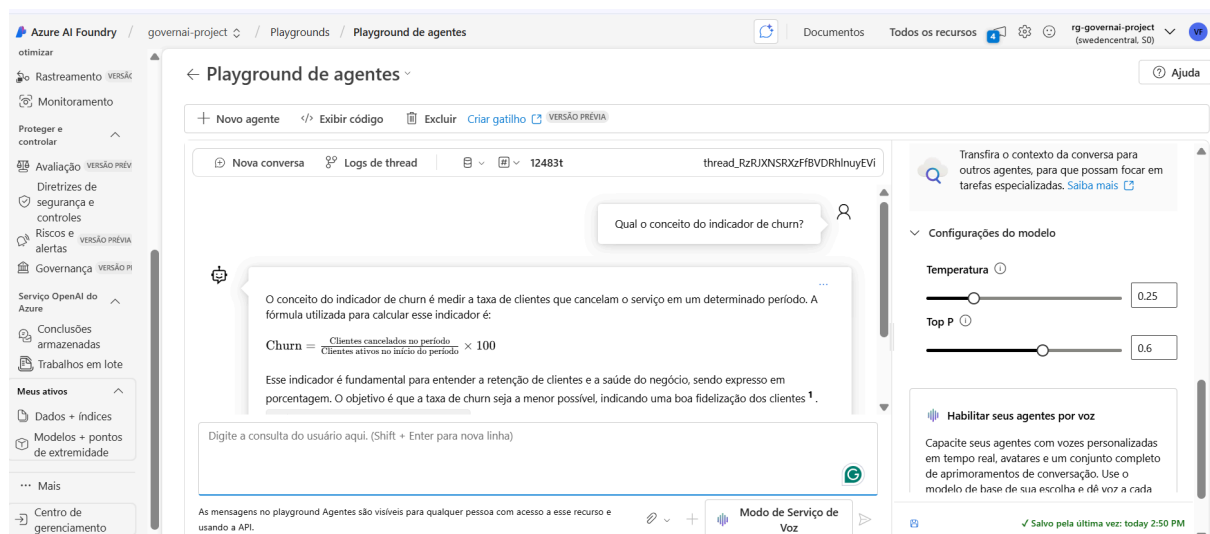 Azure AI Foundry / governai-project / Playgrounds / Playground de agentes
Documentos
Todos os recursos
4
rg-governai-project
(swedencentral, S0)
VF
otimizar
Rastreamento
Monitoramento
Proteger e
controlar
Avaliação
Diretrizes de
segurança e
controles
Riscos e
alertas
VERSÃO PRÉVIA
Governança
Serviço OpenAI do
Azure
Conclusões
armazenadas
Trabalhos em lote
Meus ativos
Dados + índices
Modelos + pontos
de extremidade
··· Mais
Centro de
gerenciamento
← Playground de agentes
Ajuda
+ Novo agente
</> Exibir código
Excluir
Criar gatilho
VERSÃO PRÉVIA
Nova conversa
Logs de thread
12483t
Qual o conceito do indicador de churn?
...
O conceito do indicador de churn é medir a taxa de clientes que cancelam o serviço em um determinado período. A
fórmula utilizada para calcular esse indicador é:
Churn = Clientes cancelados no período / Clientes ativos no início do período × 100
Esse indicador é fundamental para entender a retenção de clientes e a saúde do negócio, sendo expresso em
porcentagem. O objetivo é que a taxa de churn seja a menor possível, indicando uma boa fidelização dos clientes 1 .
Digite a consulta do usuário aqui. (Shift + Enter para nova linha)
As mensagens no playground Agentes são visíveis para qualquer pessoa com acesso a esse recurso e
usando a API.
Modo de Serviço de
Voz
Transfira o contexto da conversa para
outros agentes, para que possam focar em
tarefas especializadas. Saiba mais
Configurações do modelo
Temperatura
0.25
Top P
0.6
Habilitar seus agentes por voz
Capacite seus agentes com vozes personalizadas
em tempo real, avatares e um conjunto completo
de aprimoramentos de conversação. Use o
modelo de base de sua escolha e dê voz a cada
✓ Salvo pela última vez: today 2:50 PM